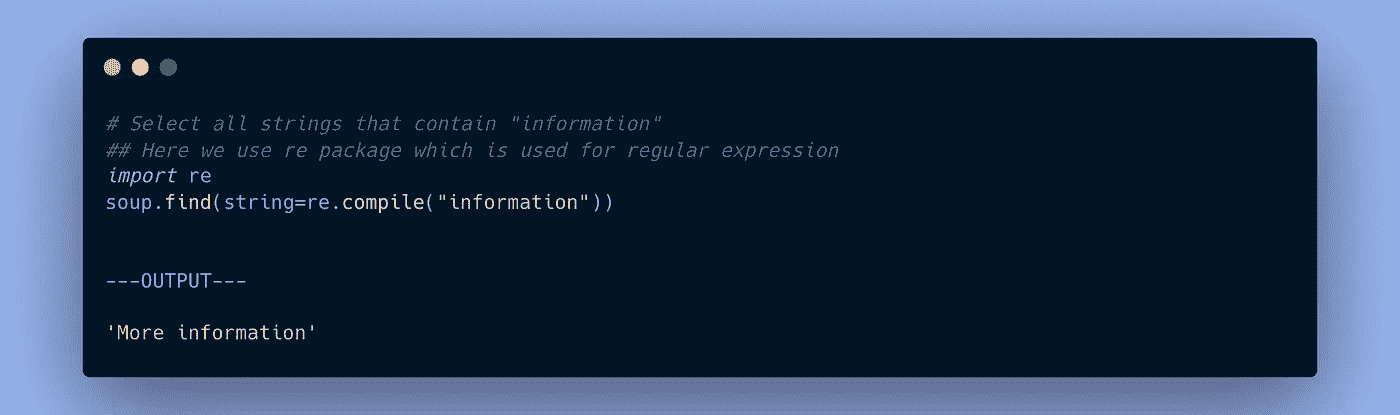 # Select all strings that contain "information"
## Here we use re package which is used for regular expression
import re
soup.find(string=re.compile("information"))
---OUTPUT---
'More information'